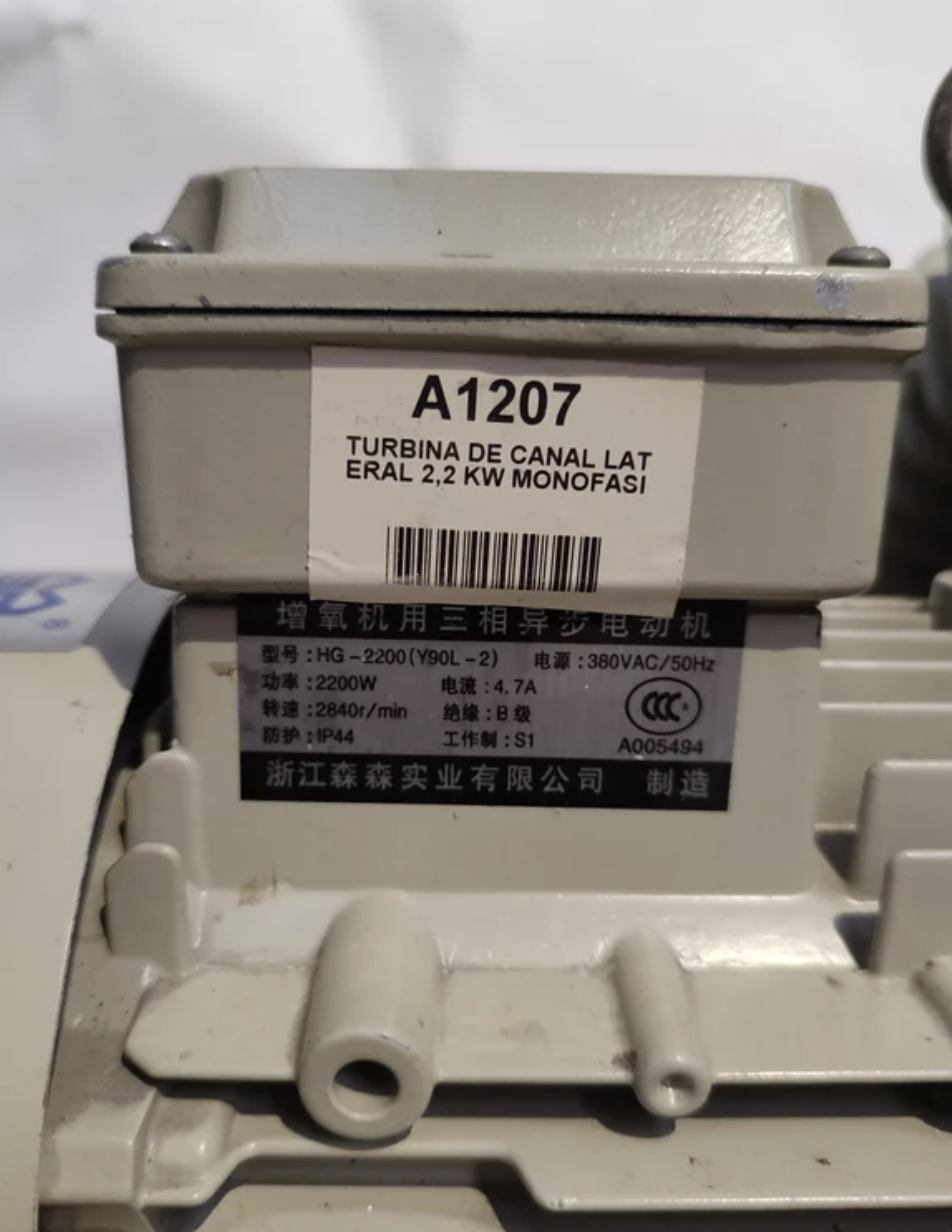 A1207
TURBINA DE CANAL LAT
ERAL 2,2 KW MONOFASI
增氧机用三相异步电动机
型号：HG-2200(Y90L-2) 电源：380VAC/50Hz
功率：2200W 电流：4.7A
转速：2840r/min 绝缘：B级
防护：IP44 工作制：S1
CCC
A005494
浙江森森实业有限公司 制造
®